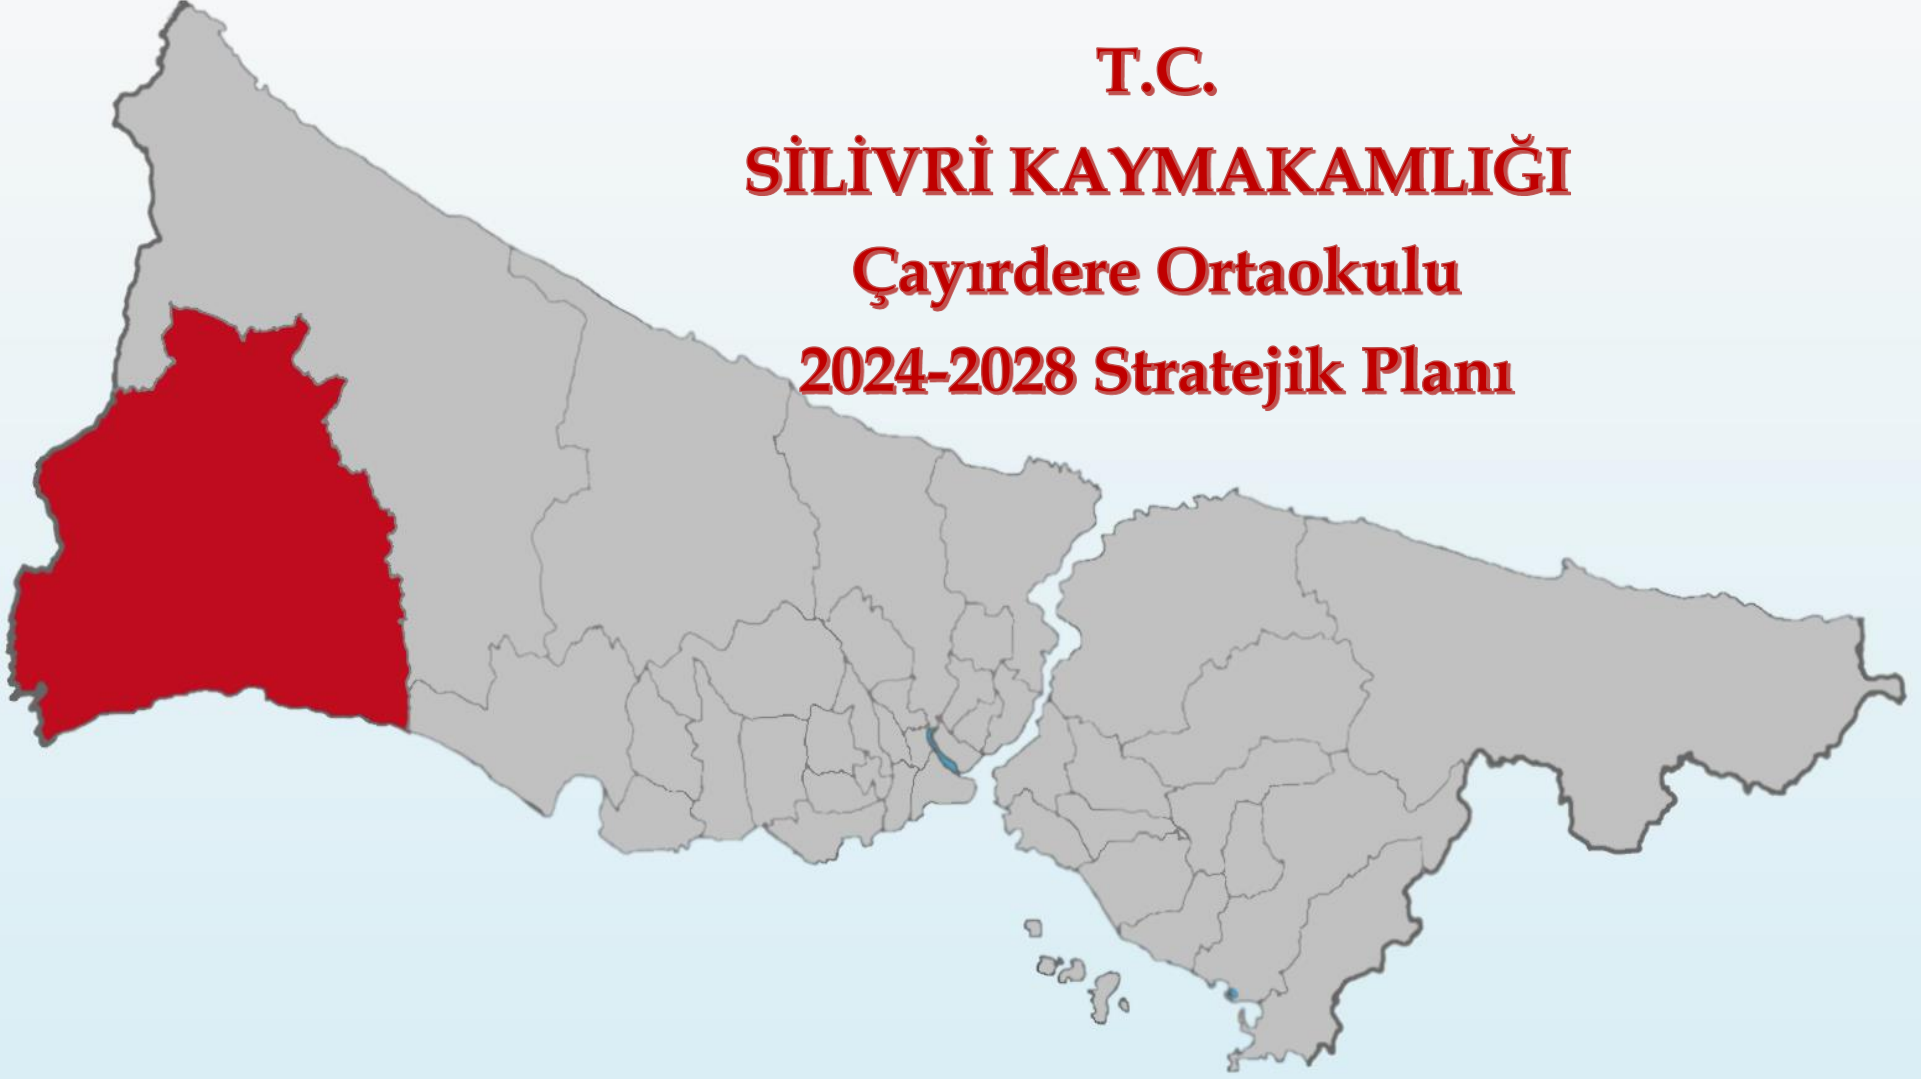 T.C.
SİLİVRİ KAYMAKAMLIĞI
Çayırdere Ortaokulu
2024-2028 Stratejik Planı